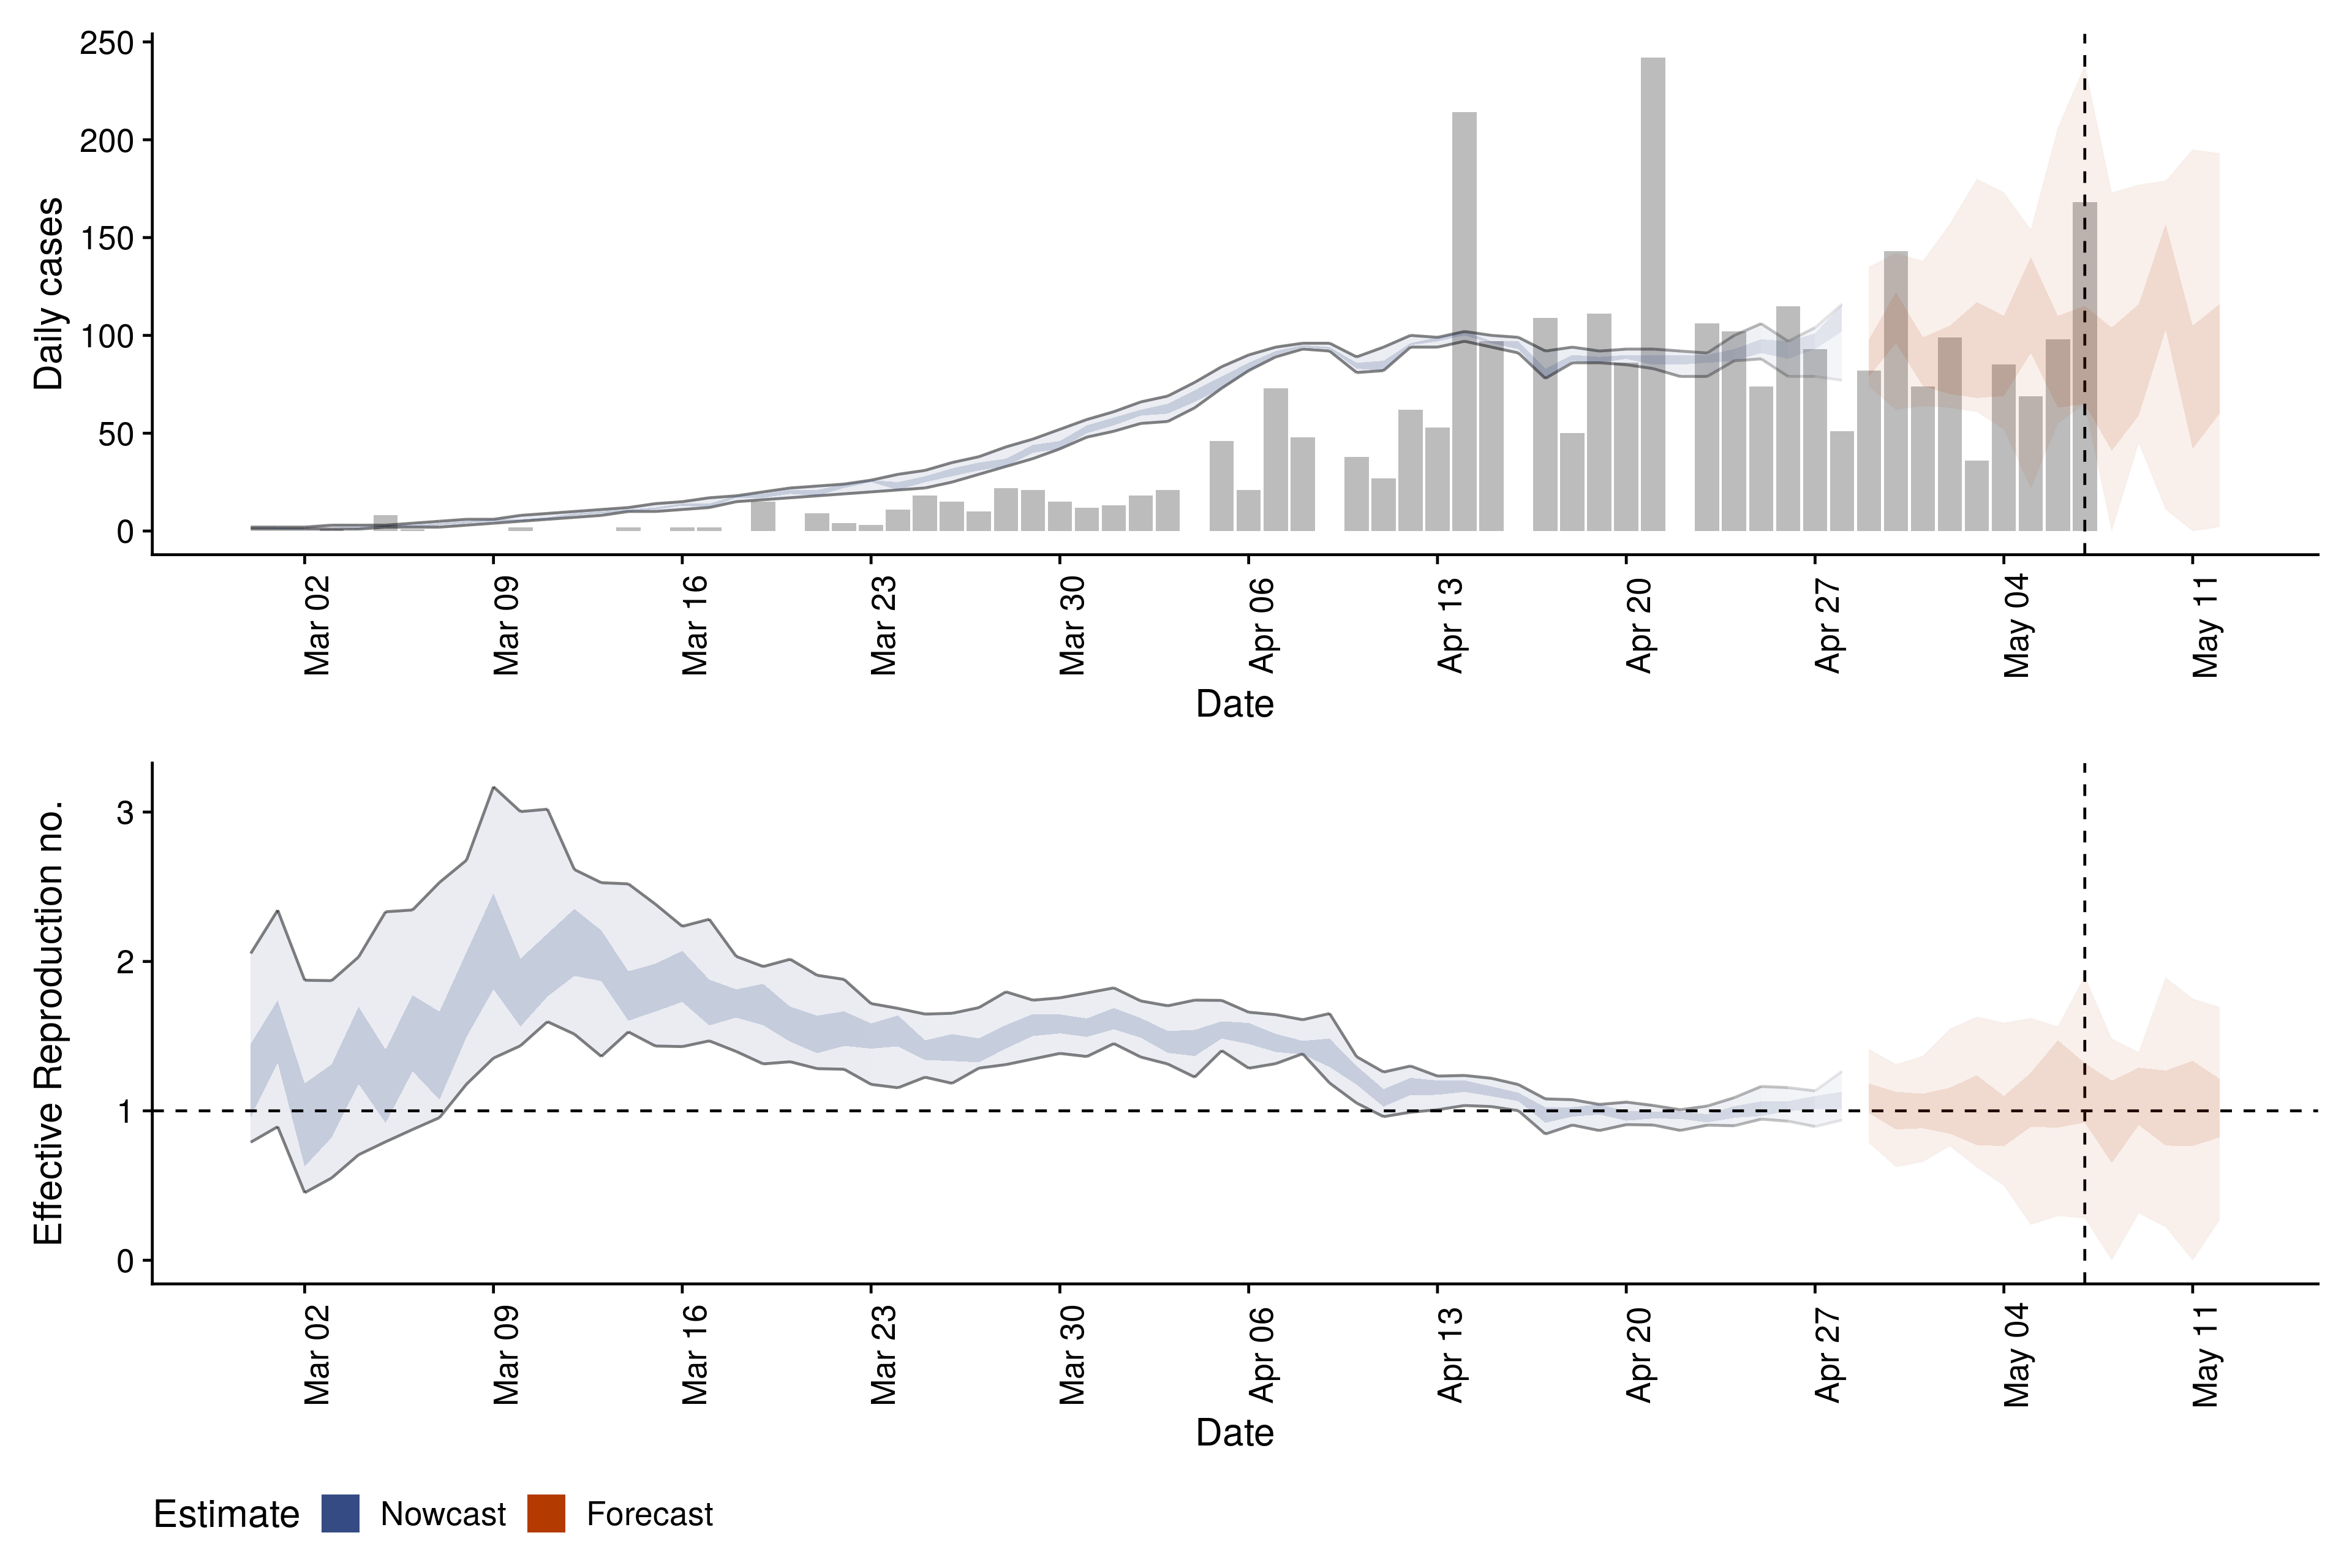 Daily cases
250
200
150
100
50
0
Mar 02
Mar 09
Mar 16
Mar 23
Mar 30
Apr 06
Apr 13
Apr 20
Apr 27
May 04
May 11
Date
Effective Reproduction no.
3
2
1
0
Mar 02
Mar 09
Mar 16
Mar 23
Mar 30
Apr 06
Apr 13
Apr 20
Apr 27
May 04
May 11
Date
Estimate Nowcast Forecast